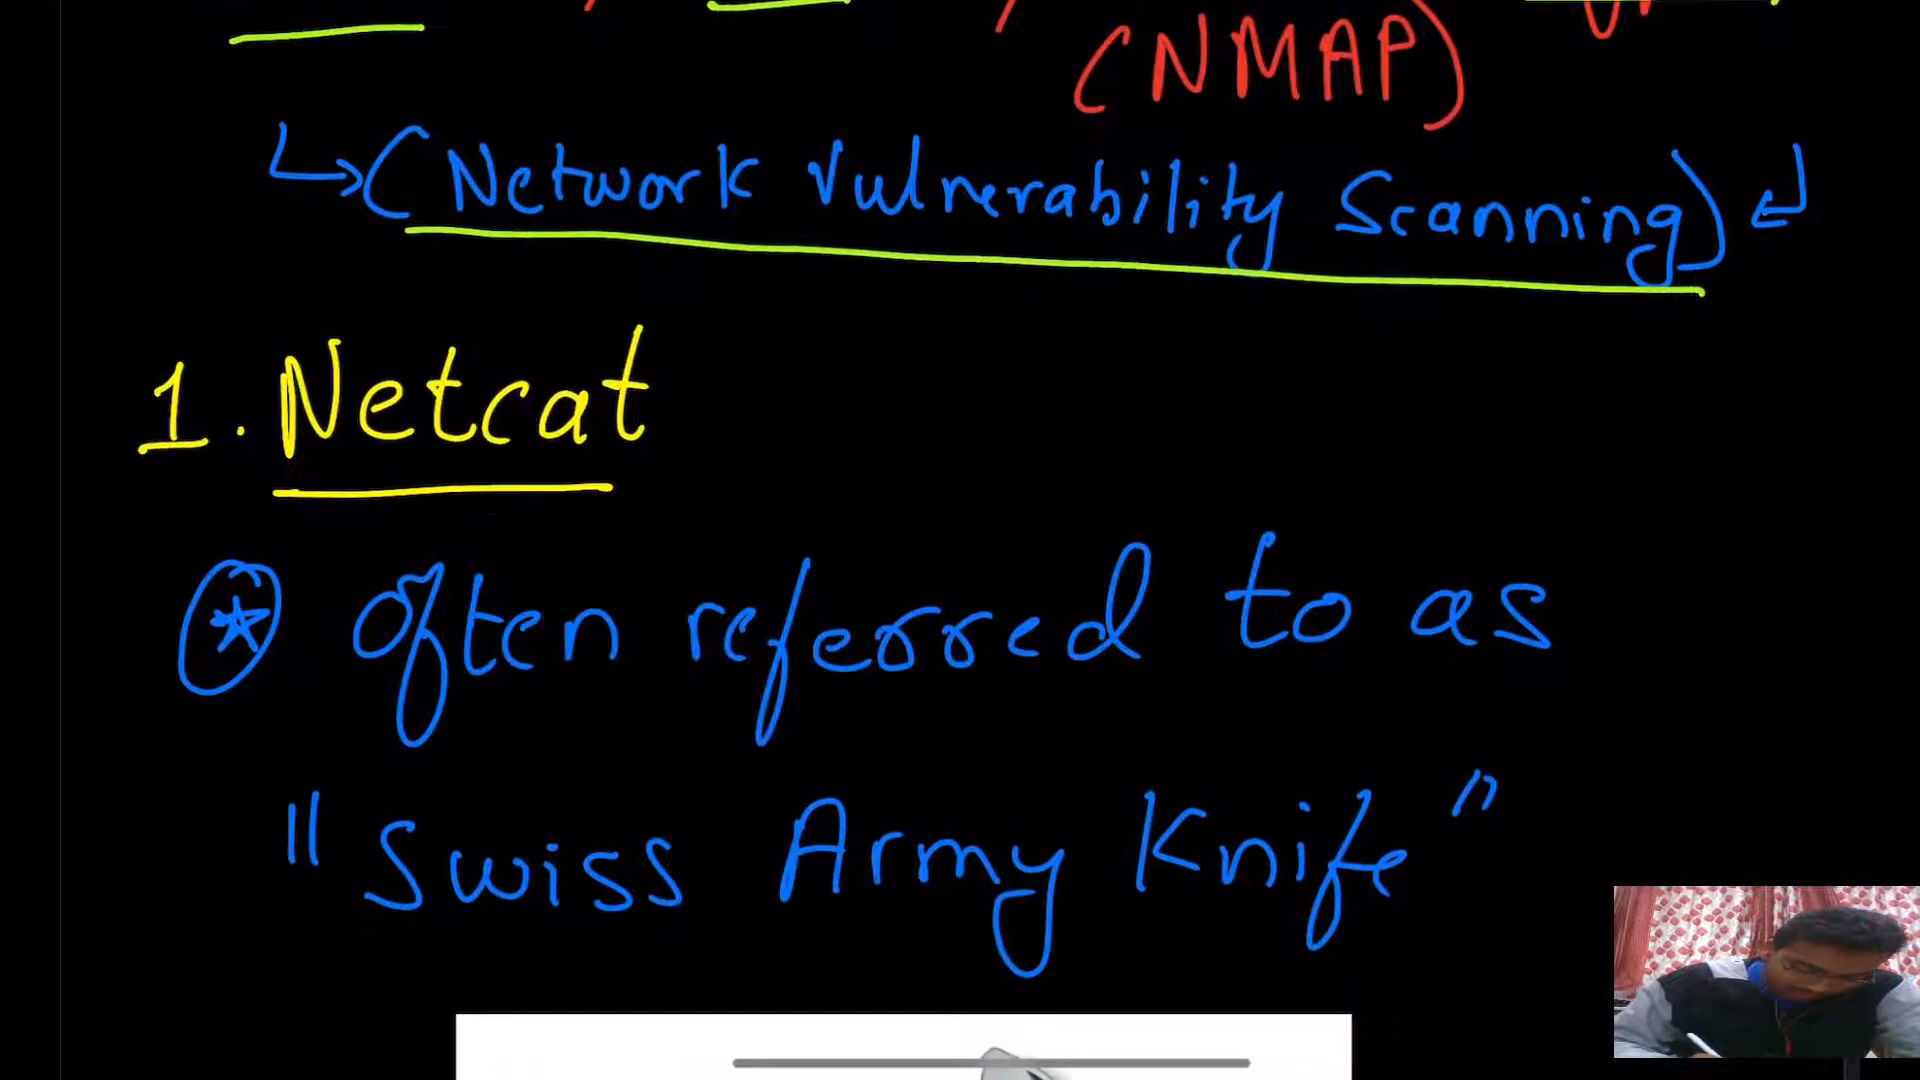 (NMAP)
(Network Vulnerability Scanning)
1. Netcat
often referred to as
"Swiss Army Knife"